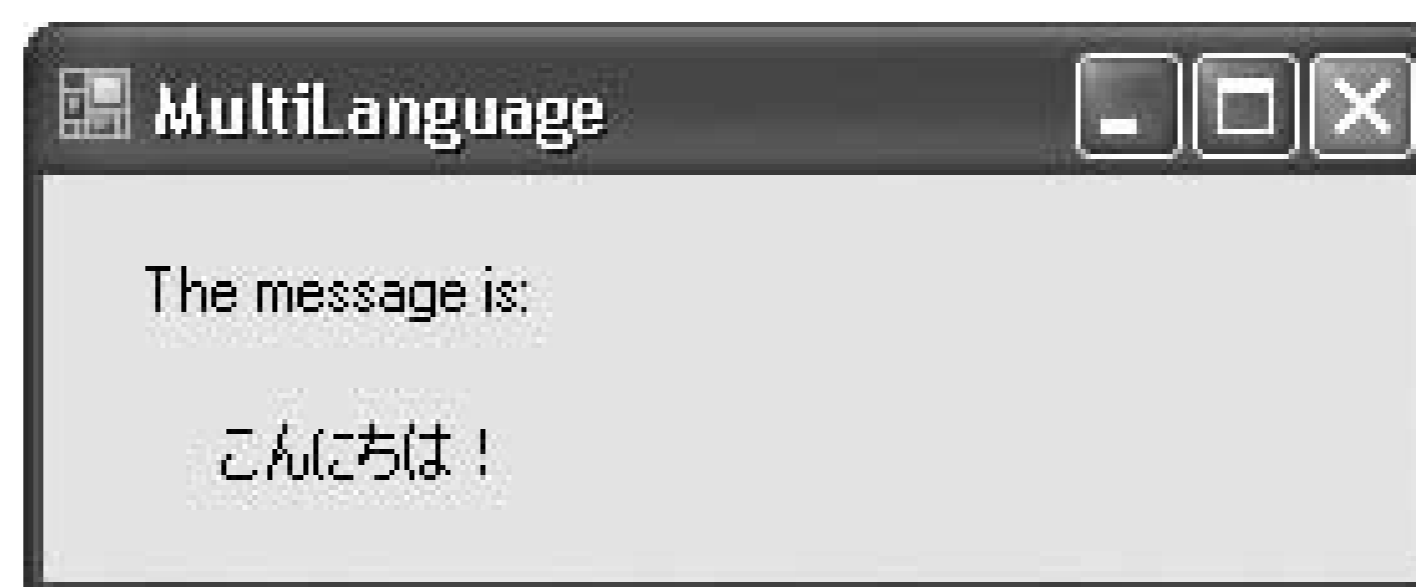 MultiLanguage
The message is:
こんにちは！